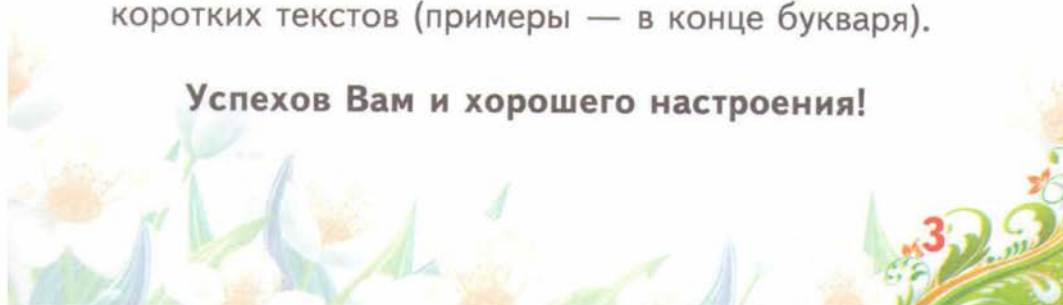 коротких текстов (примеры — в конце букваря).
Успехов Вам и хорошего настроения!
3